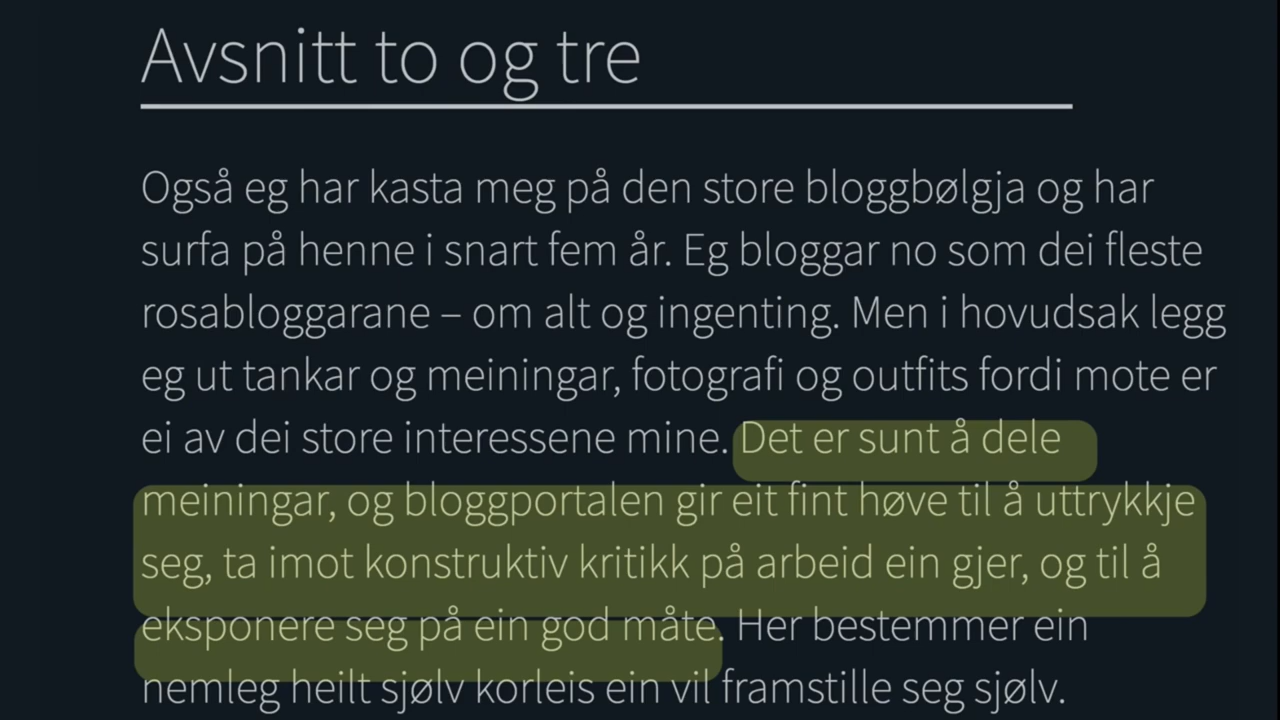 Avsnitt to og tre
Også eg har kasta meg på den store bloggbølgja og har
surfa på henne i snart fem år. Eg bloggar no som dei fleste
rosabloggarane – om alt og ingenting. Men i hovudsak legg
eg ut tankar og meiningar, fotografi og outfits fordi mote er
ei av dei store interessene mine. Det er sunt å dele
meiningar, og bloggportalen gir eit fint høve til å uttrykkje
seg, ta imot konstruktiv kritikk på arbeid ein gjer, og til å
eksponere seg på ein god måte. Her bestemmer ein
nemleg heilt sjølv korleis ein vil framstille seg sjølv.